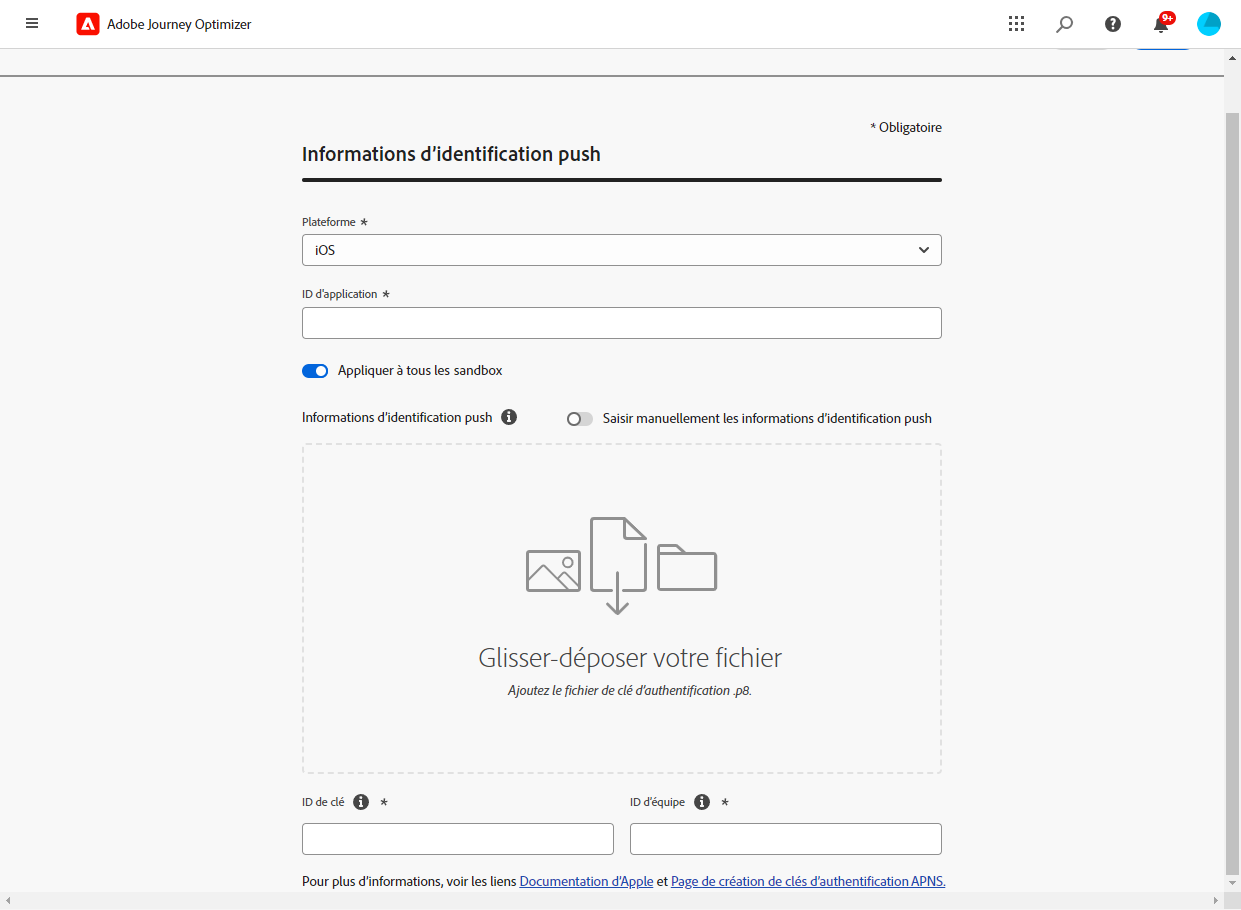 Adobe Journey Optimizer
9+
* Obligatoire
Informations d’identification push
Plateforme *
iOS
ID d'application *
Appliquer à tous les sandbox
Informations d’identification push
Saisir manuellement les informations d’identification push
Glisser-déposer votre fichier
Ajoutez le fichier de clé d'authentification .p8.
ID de clé *
ID d’équipe *
Pour plus d’informations, voir les liens Documentation d’Apple et Page de création de clés d’authentification APNS.